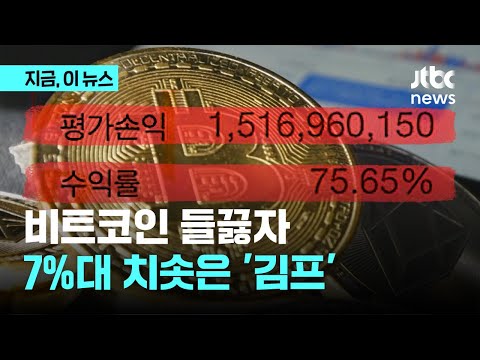 지금, 이 뉴스
jtbc
news
평가손익 1,516,960,150
수익률 75.65%
비트코인 들끓자
7%대 치솟은 '김프'